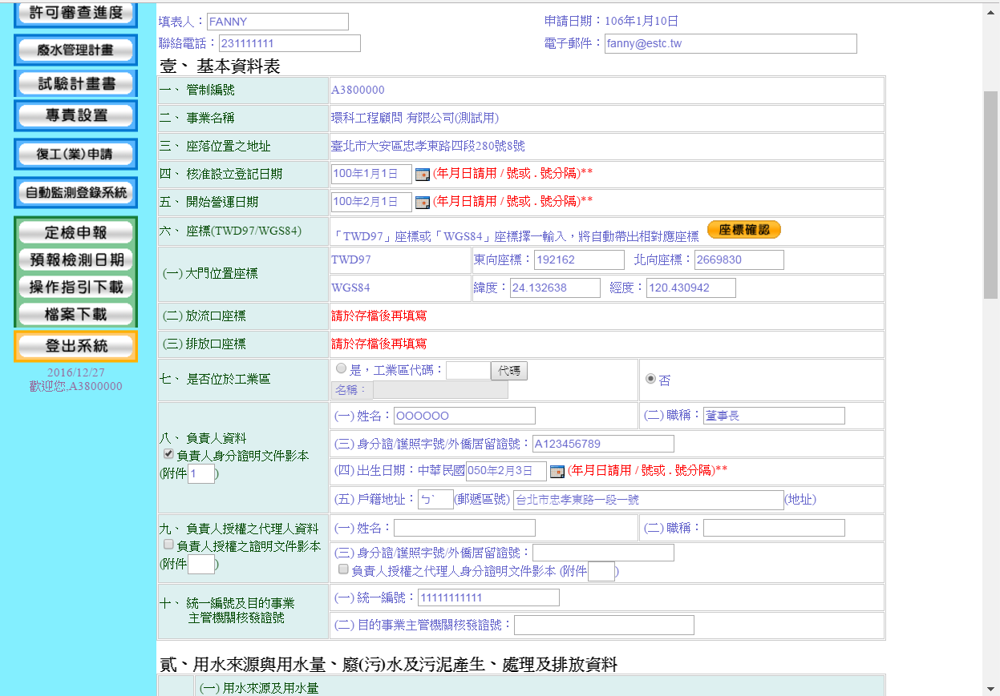 許可審查進度
廢水管理計畫
試驗計畫書
專責設置
復工(業)申請
自動監測登錄系統
定檢申報
預報檢測日期
操作指引下載
檔案下載
登出系統
2016/12/27
歡迎您,A3800000
填表人：FANNY 申請日期：106年1月10日
聯絡電話：231111111 電子郵件：fanny@estc.tw
壹、 基本資料表
一、 管制編號 A3800000
二、 事業名稱 環科工程顧問 有限公司(測試用)
三、 座落位置之地址 臺北市大安區忠孝東路四段280號8號
四、 核准設立登記日期 100年1月1日 (年月日請用 / 號或 . 號分隔)**
五、 開始營運日期 100年2月1日 (年月日請用 / 號或 . 號分隔)**
六、 座標(TWD97/WGS84) 「TWD97」座標或「WGS84」座標擇一輸入，將自動帶出相對應座標 座標確認
(一) 大門位置座標
TWD97 東向座標：192162 北向座標：2669830
WGS84 緯度：24.132638 經度：120.430942
(二) 放流口座標 請於存檔後再填寫
(三) 排放口座標 請於存檔後再填寫
七、 是否位於工業區 是，工業區代碼： 代碼
名稱： 否
八、 負責人資料
負責人身分證明文件影本
(附件 1 )
(一) 姓名：OOOOOO (二) 職稱：董事長
(三) 身分證/護照字號/外僑居留證號：A123456789
(四) 出生日期：中華民國 050年2月3日 (年月日請用 / 號或 . 號分隔)**
(五) 戶籍地址：ㄅˋ (郵遞區號) 台北市忠孝東路一段一號 (地址)
九、 負責人授權之代理人資料
負責人授權之證明文件影本
(附件 )
(一) 姓名： (二) 職稱：
(三) 身分證/護照字號/外僑居留證號：
負責人授權之代理人身分證明文件影本 (附件 )
十、 統一編號及目的事業
主管機關核發證號
(一) 統一編號：11111111111
(二) 目的事業主管機關核發證號：
貳、用水來源與用水量、廢(污)水及污泥產生、處理及排放資料
(一) 用水來源及用水量